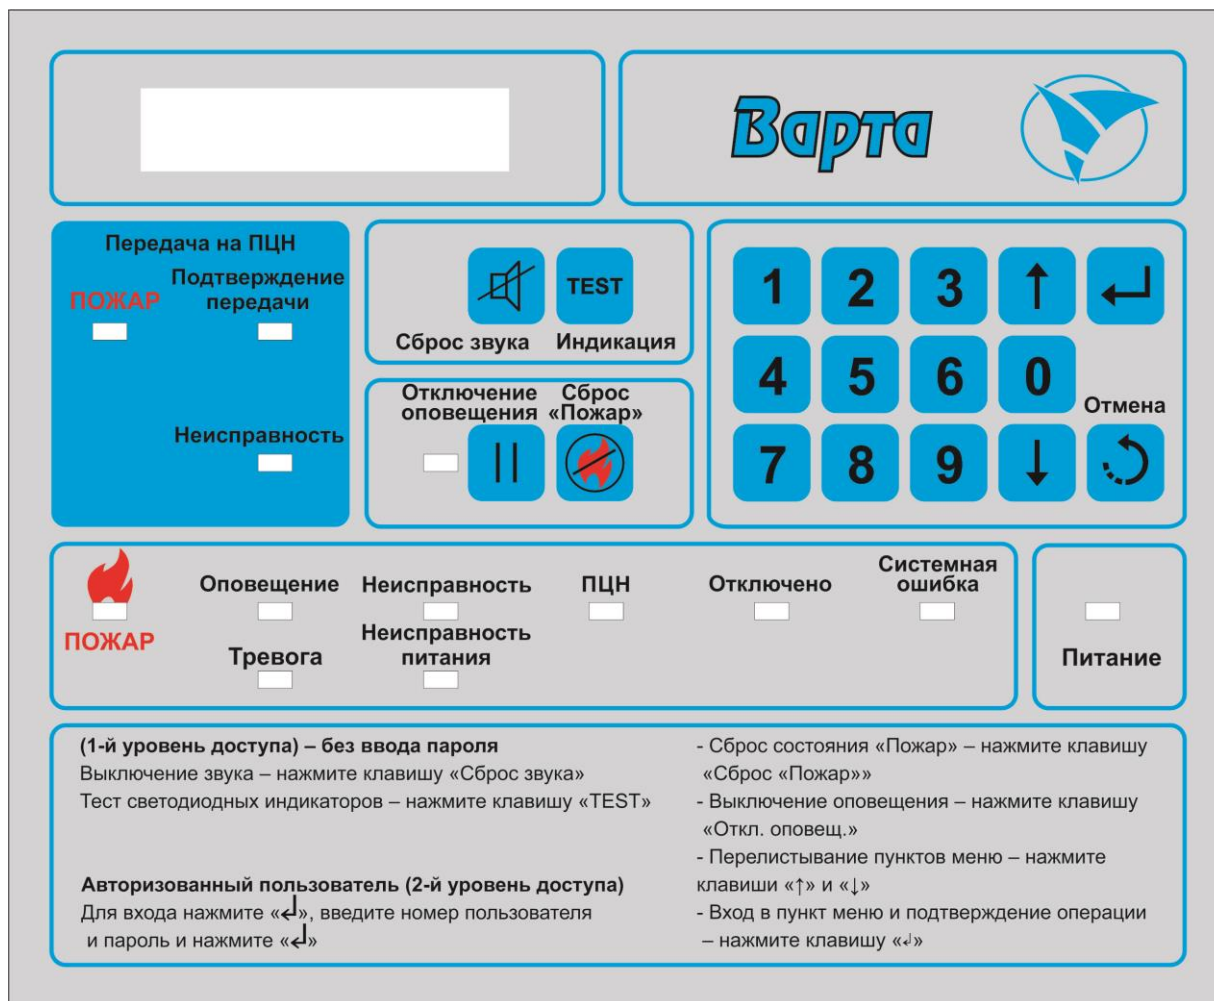 Варта
Передача на ПЦН
ПОЖАР
Подтверждение
передачи
Неисправность
TEST
Сброс звука
Индикация
Отключение
оповещения
Сброс
«Пожар»
1 2 3 ↑ ↵
4 5 6 0
Отмена
7 8 9 ↓
ПОЖАР
Оповещение
Тревога
Неисправность
Неисправность
питания
ПЦН
Отключено
Системная
ошибка
Питание
(1-й уровень доступа) – без ввода пароля
Выключение звука – нажмите клавишу «Сброс звука»
Тест светодиодных индикаторов – нажмите клавишу «TEST»
Авторизованный пользователь (2-й уровень доступа)
Для входа нажмите «↵», введите номер пользователя
и пароль и нажмите «↵»
- Сброс состояния «Пожар» – нажмите клавишу
«Сброс «Пожар»»
- Выключение оповещения – нажмите клавишу
«Откл. оповещ.»
- Перелистывание пунктов меню – нажмите
клавиши «↑» и «↓»
- Вход в пункт меню и подтверждение операции
– нажмите клавишу «↵»